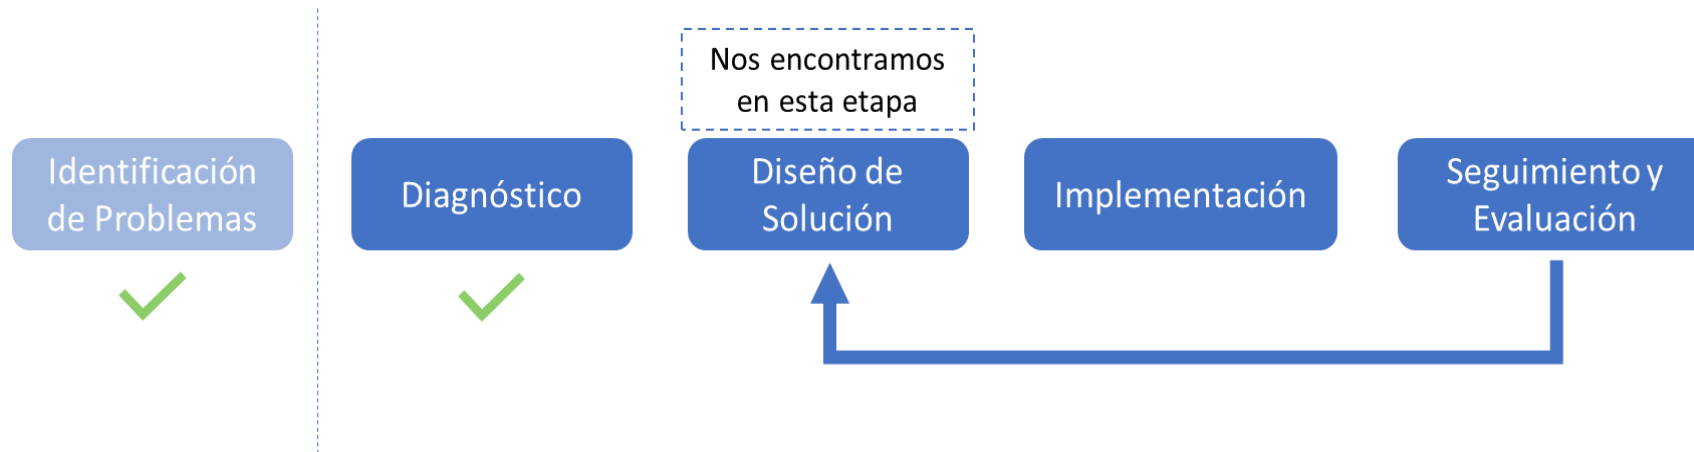 Nos encontramos
en esta etapa
Identificación
de Problemas
Diagnóstico
Diseño de
Solución
Implementación
Seguimiento y
Evaluación